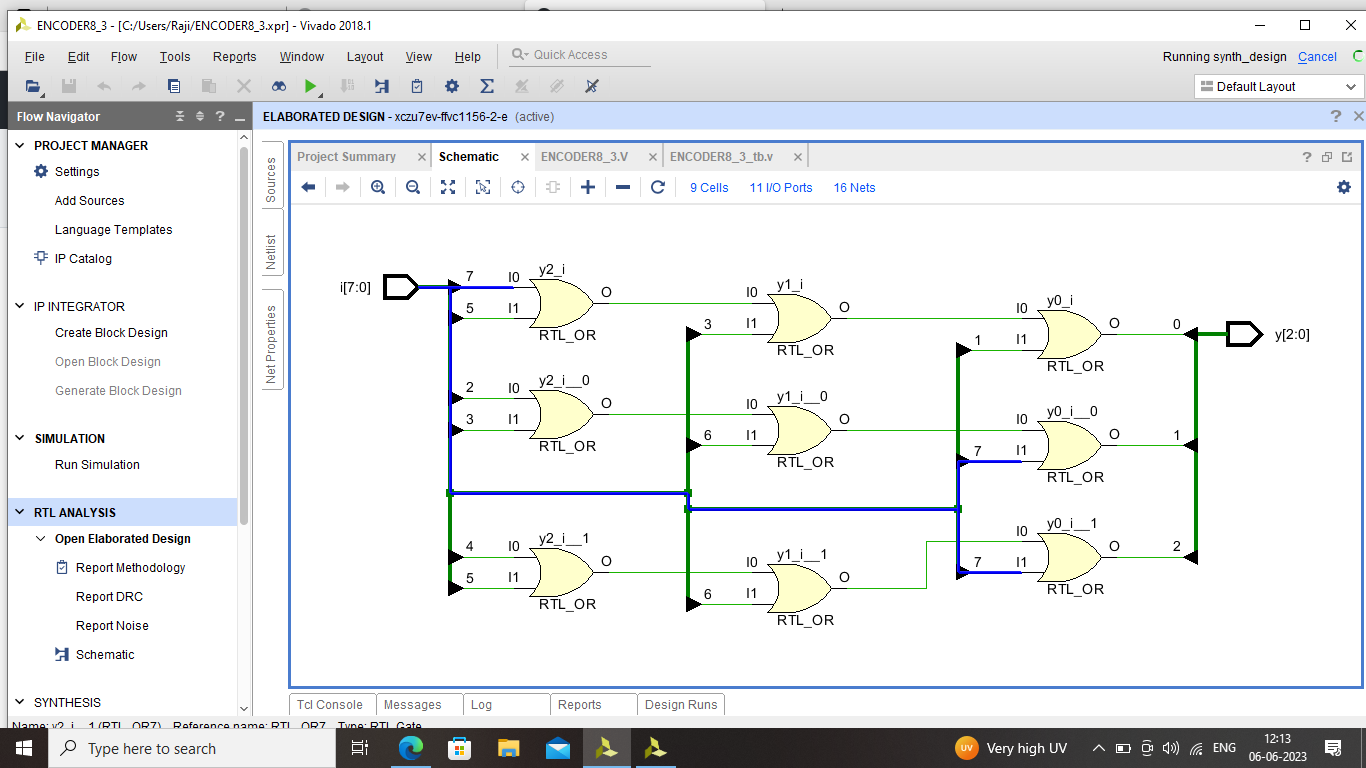 ENCODER8_3 - [C:/Users/Raji/ENCODER8_3.xpr] - Vivado 2018.1
File Edit Flow Tools Reports Window Layout View Help Quick Access Running synth_design Cancel
Default Layout
Flow Navigator ? ELABORATED DESIGN - xczu7ev-ffvc1156-2-e (active) ?
PROJECT MANAGER
Settings
Add Sources
Language Templates
IP Catalog
IP INTEGRATOR
Create Block Design
Open Block Design
Generate Block Design
SIMULATION
Run Simulation
RTL ANALYSIS
Open Elaborated Design
Report Methodology
Report DRC
Report Noise
Schematic
SYNTHESIS
Sources
Netlist
Net Properties
Project Summary Schematic ENCODER8_3.V ENCODER8_3_tb.v ?
9 Cells 11 I/O Ports 16 Nets
i[7:0]
7 I0 y2_i O
5 I1 RTL_OR
2 I0 y2_i__0 O
3 I1 RTL_OR
4 I0 y2_i__1 O
5 I1 RTL_OR
I0 y1_i O
3 I1 RTL_OR
I0 y1_i__0 O
6 I1 RTL_OR
I0 y1_i__1 O
6 I1 RTL_OR
I0 y0_i O 0
1 I1 RTL_OR
I0 y0_i__0 O 1
7 I1 RTL_OR
I0 y0_i__1 O 2
7 I1 RTL_OR
y[2:0]
Tcl Console Messages Log Reports Design Runs
Name: y2_i__1 (RTL_OR7) Reference name: RTL_OR7 Type: RTL Gate
Type here to search UV Very high UV ENG 12:13
06-06-2023